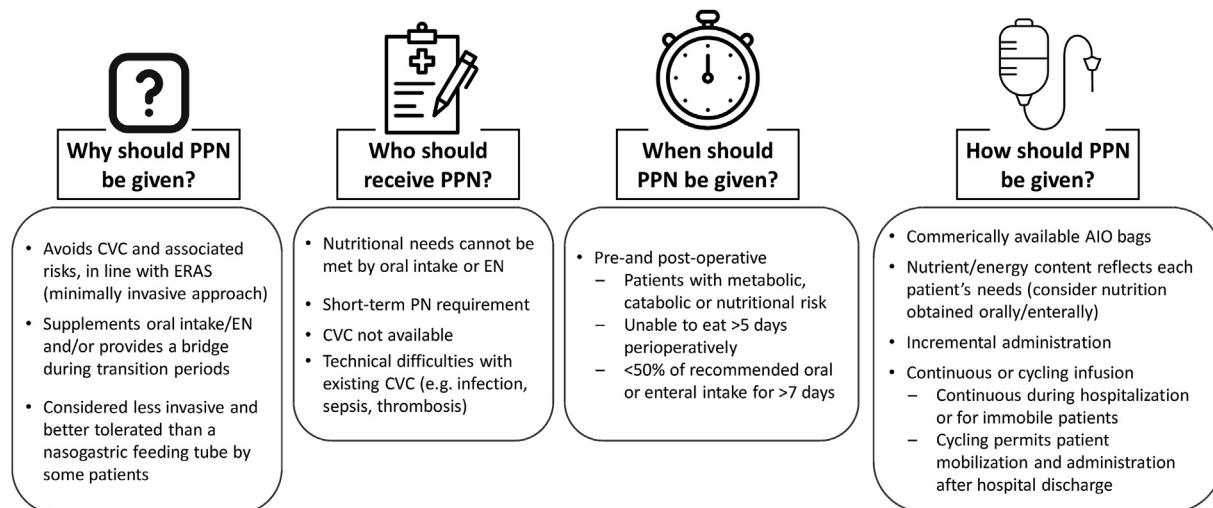 Why should PPN
be given?
• Avoids CVC and associated
risks, in line with ERAS
(minimally invasive approach)
• Supplements oral intake/EN
and/or provides a bridge
during transition periods
• Considered less invasive and
better tolerated than a
nasogastric feeding tube by
some patients
Who should
receive PPN?
• Nutritional needs cannot be
met by oral intake or EN
• Short-term PN requirement
• CVC not available
• Technical difficulties with
existing CVC (e.g. infection,
sepsis, thrombosis)
When should
PPN be given?
• Pre-and post-operative
– Patients with metabolic,
catabolic or nutritional risk
– Unable to eat >5 days
perioperatively
– <50% of recommended oral
or enteral intake for >7 days
How should PPN
be given?
• Commerically available AIO bags
• Nutrient/energy content reflects each
patient's needs (consider nutrition
obtained orally/enterally)
• Incremental administration
• Continuous or cycling infusion
– Continuous during hospitalization
or for immobile patients
– Cycling permits patient
mobilization and administration
after hospital discharge